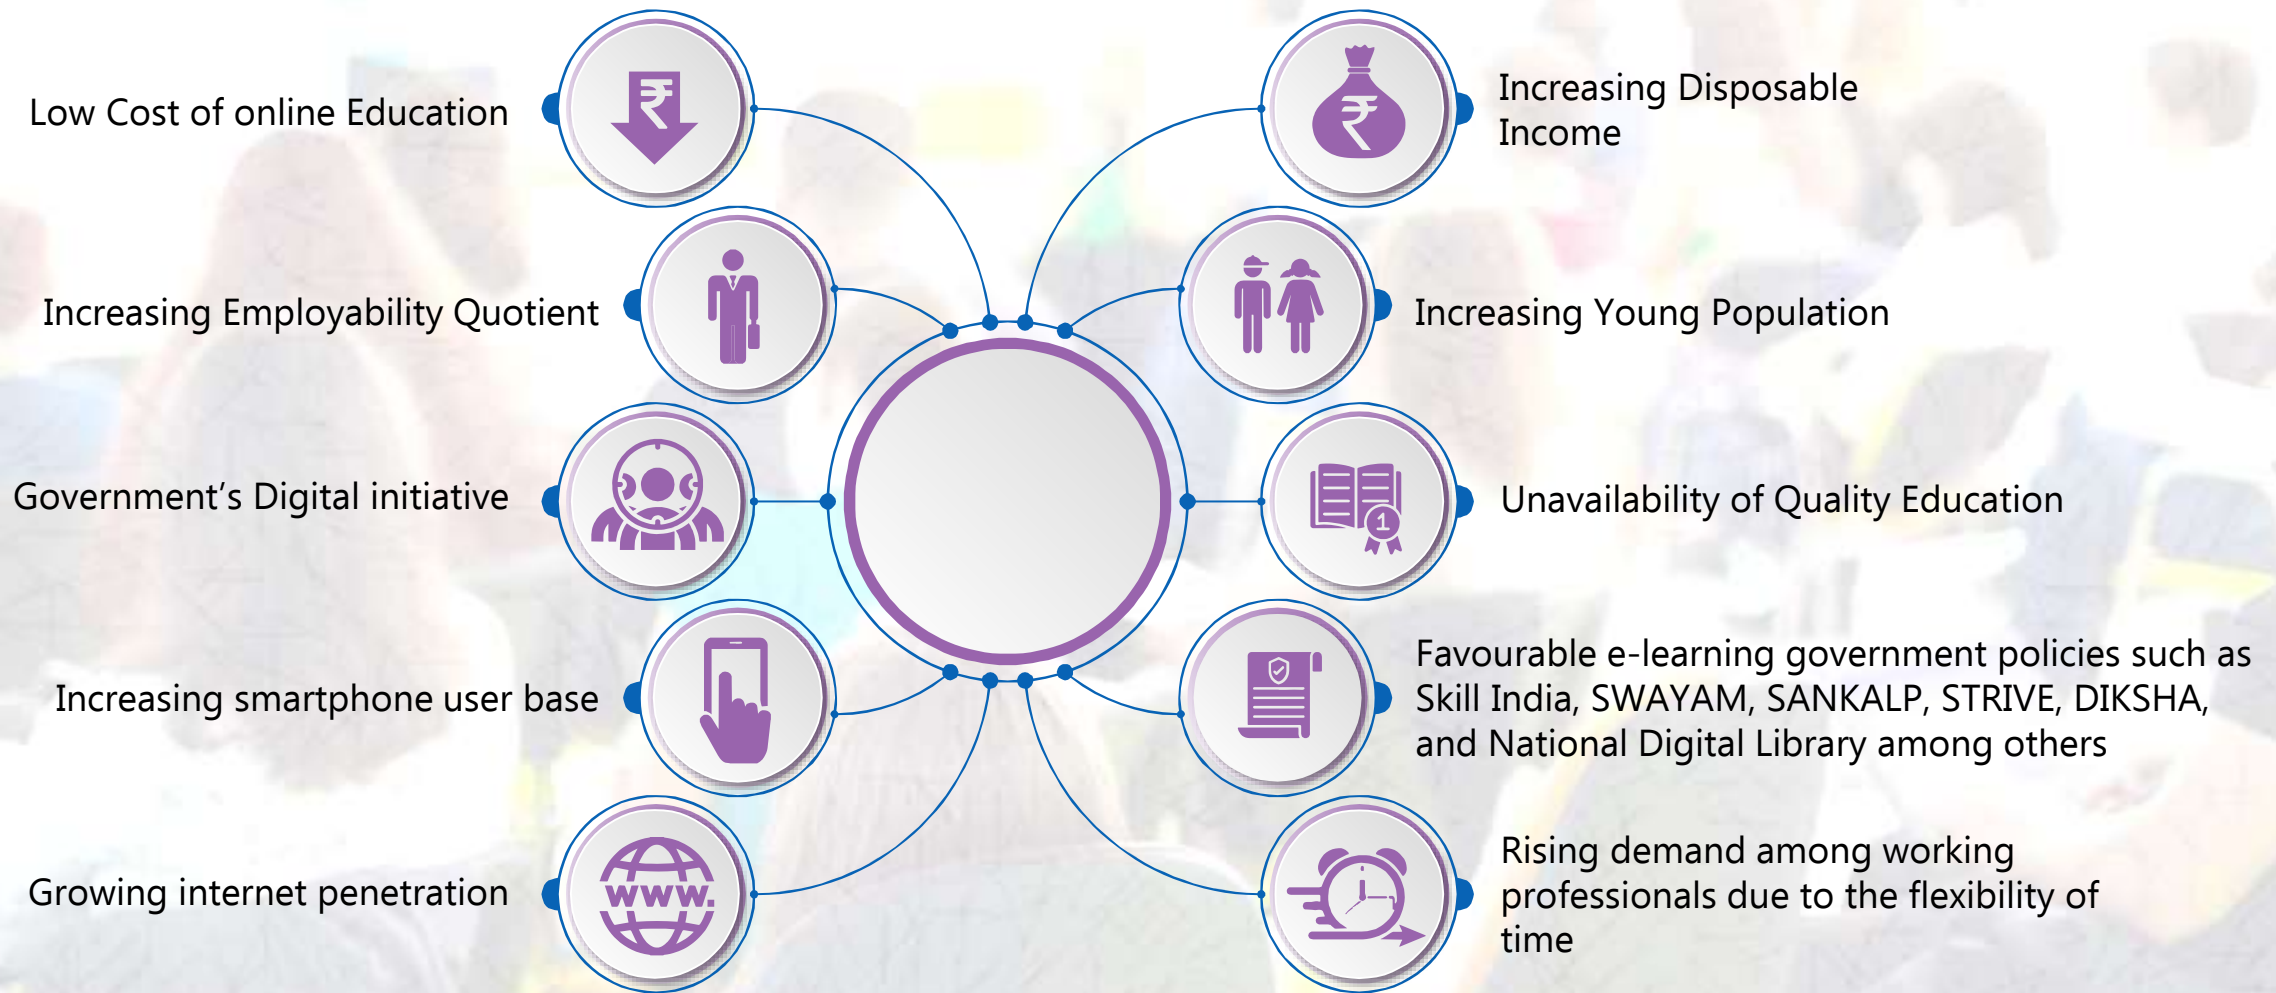 Low Cost of online Education
Increasing Employability Quotient
Government's Digital initiative
Increasing smartphone user base
Growing internet penetration
www.
Increasing Disposable
Income
Increasing Young Population
Unavailability of Quality Education
1
Favourable e-learning government policies such as
Skill India, SWAYAM, SANKALP, STRIVE, DIKSHA,
and National Digital Library among others
Rising demand among working
professionals due to the flexibility of
time
₹
₹